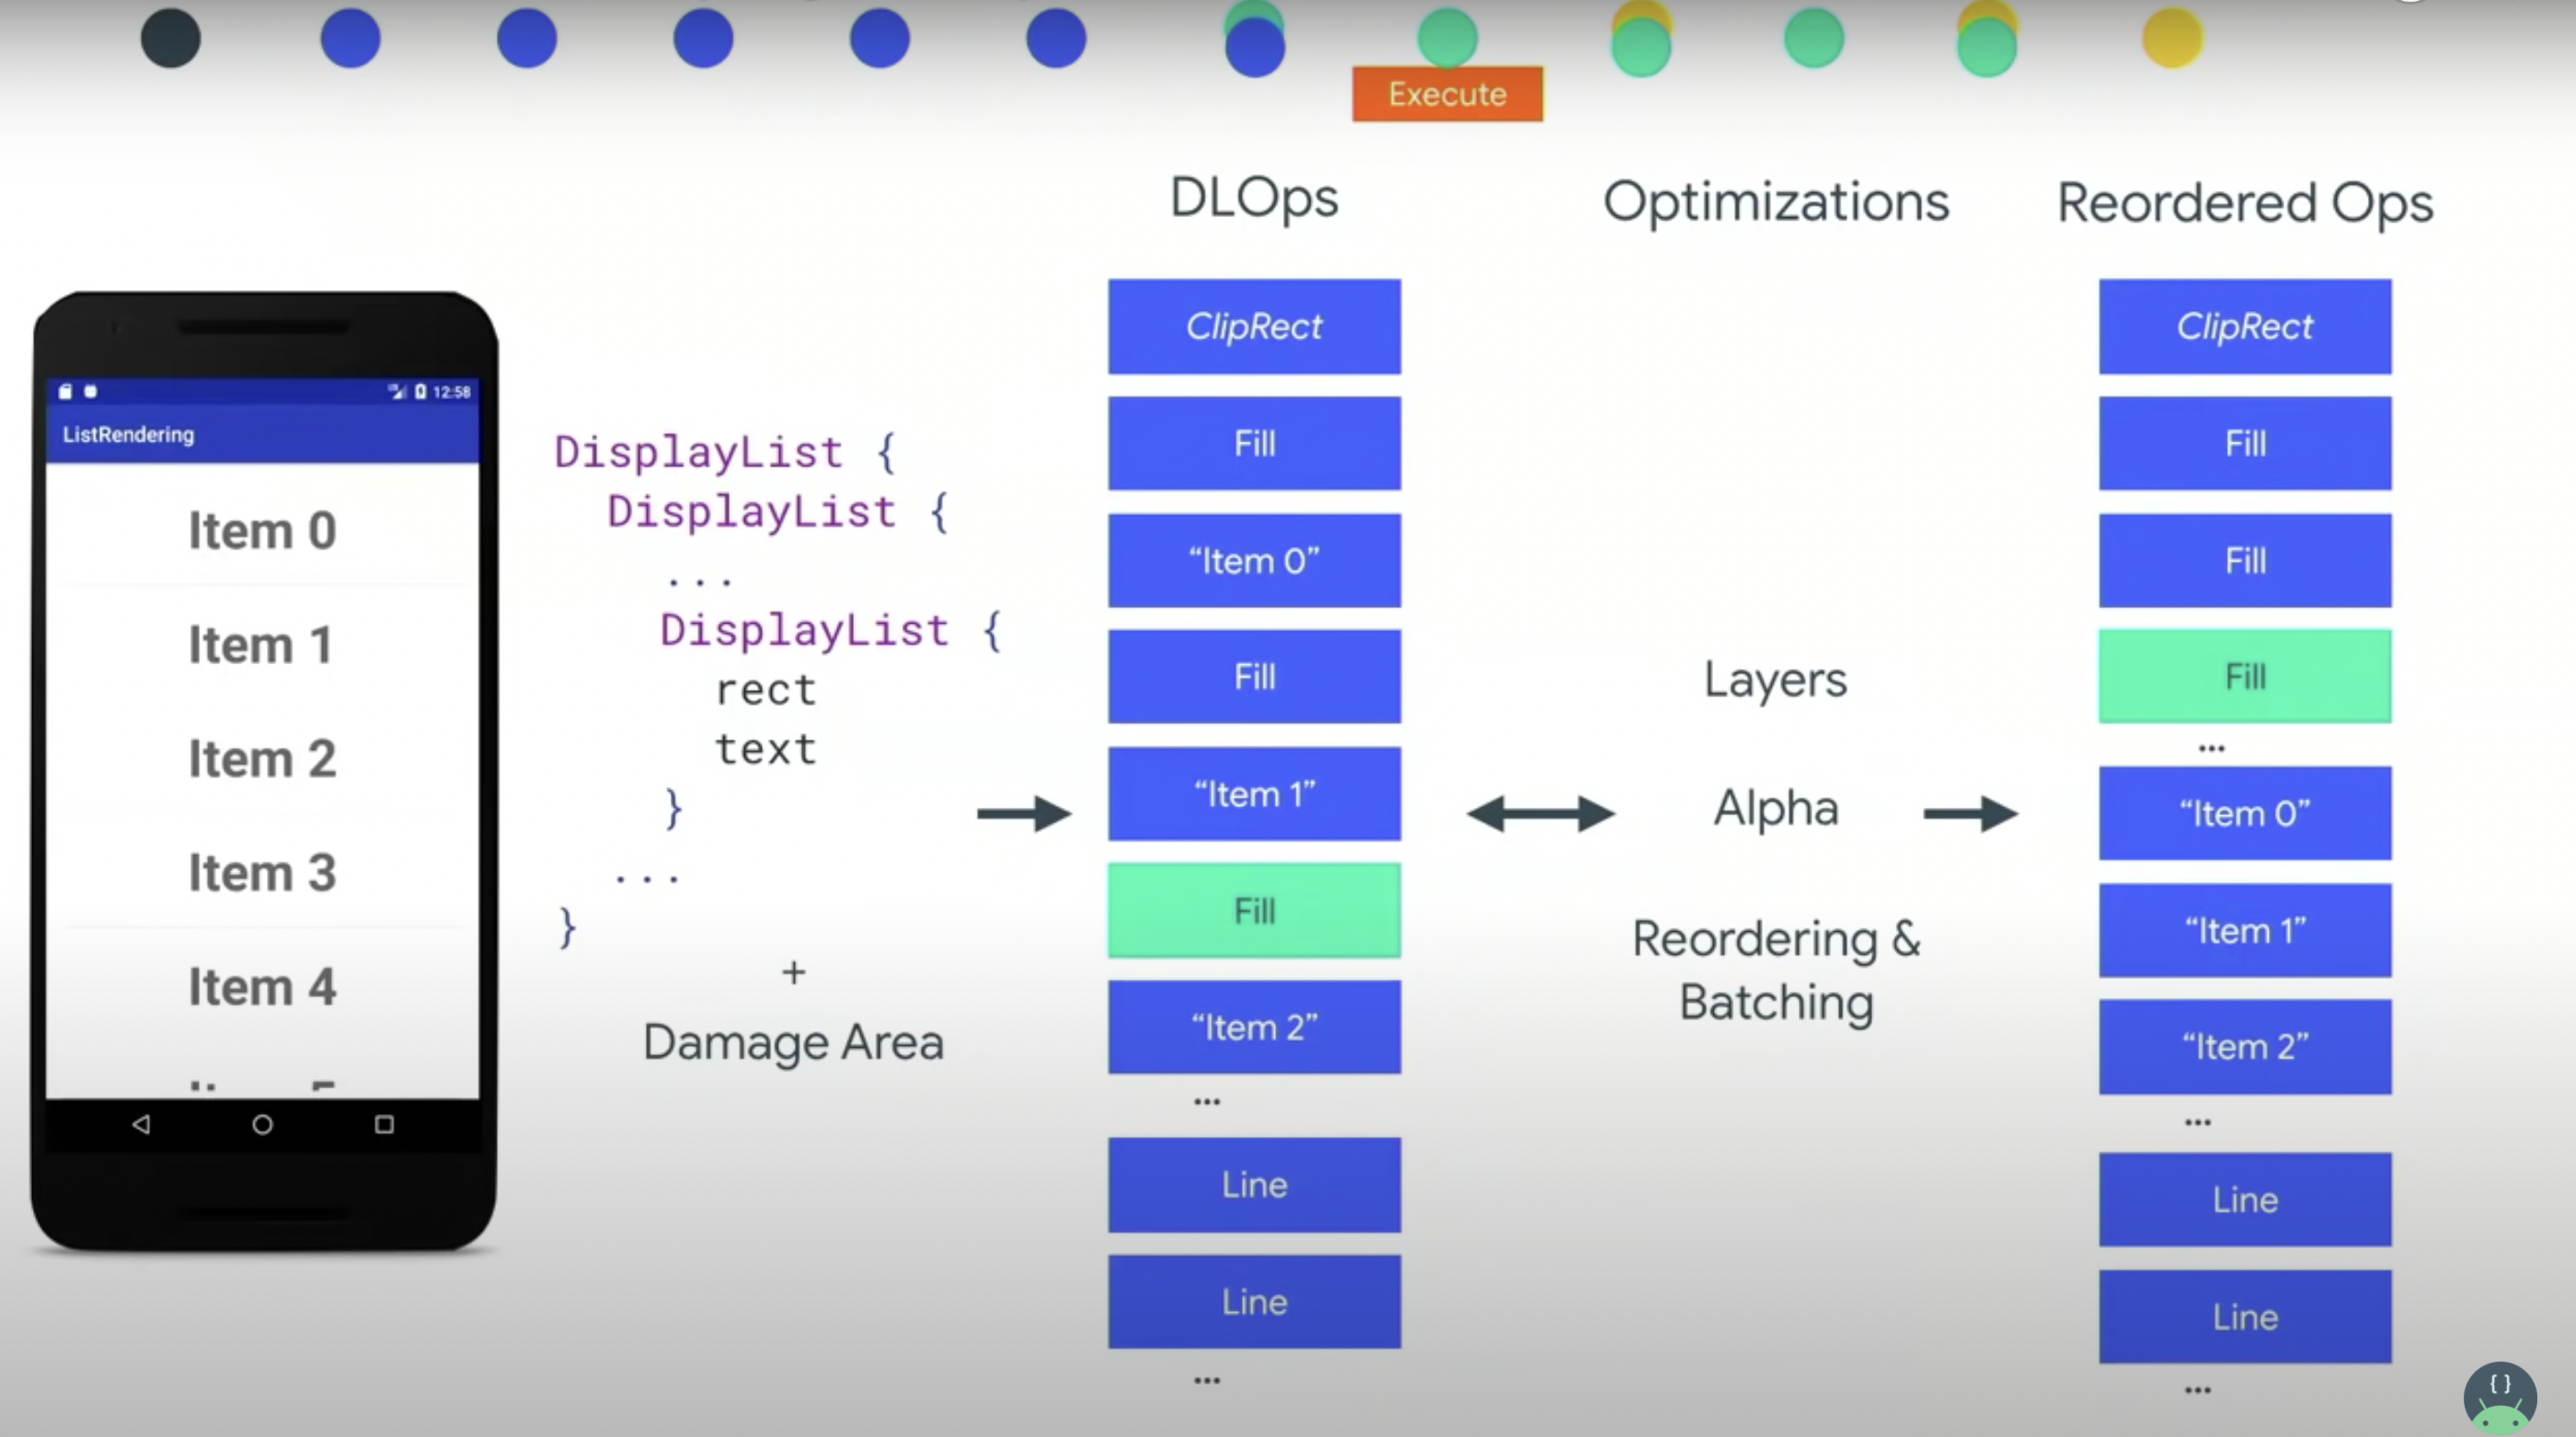 Execute
DLOps
Optimizations
Reordered Ops
12:58
ListRendering
Item 0
Item 1
Item 2
Item 3
Item 4
DisplayList {
DisplayList {
...
DisplayList {
rect
text
}
...
}
+
Damage Area
ClipRect
Fill
“Item 0”
Fill
“Item 1”
Fill
“Item 2”
...
Line
Line
...
Layers
Alpha
Reordering &
Batching
ClipRect
Fill
Fill
Fill
...
“Item 0”
“Item 1”
“Item 2”
...
Line
Line
...
{ }